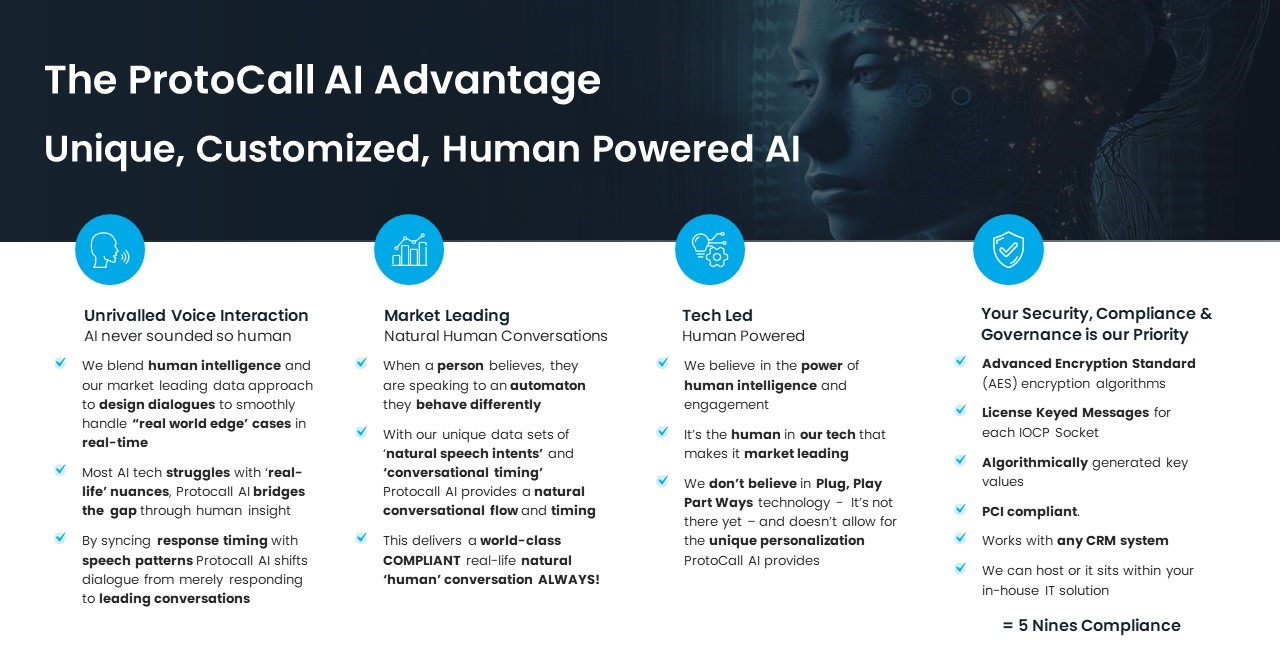 The ProtoCall AI Advantage
Unique, Customized, Human Powered AI
Unrivalled Voice Interaction
AI never sounded so human
We blend human intelligence and
our market leading data approach
to design dialogues to smoothly
handle “real world edge’ cases in
real-time
Most AI tech struggles with ‘real-
life’ nuances, Protocall AI bridges
the gap through human insight
By syncing response timing with
speech patterns Protocall AI shifts
dialogue from merely responding
to leading conversations
Market Leading
Natural Human Conversations
When a person believes, they
are speaking to an automaton
they behave differently
With our unique data sets of
‘natural speech intents’ and
‘conversational timing’
Protocall AI provides a natural
conversational flow and timing
This delivers a world-class
COMPLIANT real-life natural
‘human’ conversation ALWAYS!
Tech Led
Human Powered
We believe in the power of
human intelligence and
engagement
It’s the human in our tech that
makes it market leading
We don’t believe in Plug, Play
Part Ways technology - It’s not
there yet – and doesn’t allow for
the unique personalization
ProtoCall AI provides
Your Security, Compliance &
Governance is our Priority
Advanced Encryption Standard
(AES) encryption algorithms
License Keyed Messages for
each IOCP Socket
Algorithmically generated key
values
PCI compliant.
Works with any CRM system
We can host or it sits within your
in-house IT solution
= 5 Nines Compliance